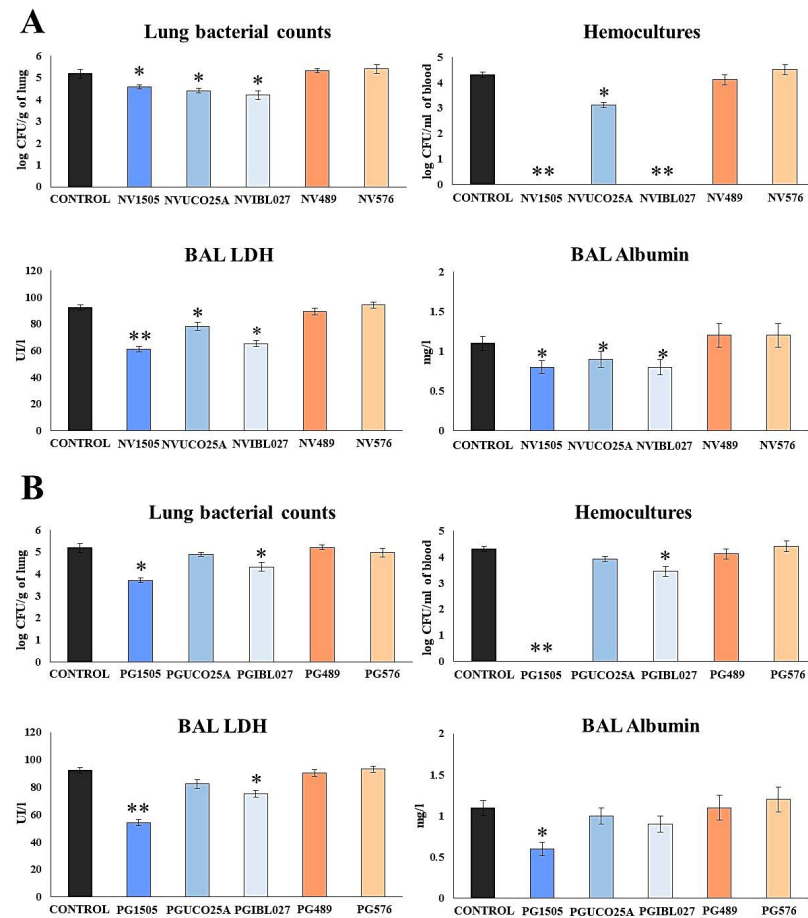 A
Lung bacterial counts
log CFU/g of lung
6
5
4
3
2
1
0
* * *
CONTROL NV1505 NVUCO25A NVIBL027 NV489 NV576
Hemocultures
log CFU/ml of blood
5
4
3
2
1
0
** * **
CONTROL NV1505 NVUCO25A NVIBL027 NV489 NV576
BAL LDH
UI/l
120
100
80
60
40
20
0
** * *
CONTROL NV1505 NVUCO25A NVIBL027 NV489 NV576
BAL Albumin
mg/l
2
1.5
1
0.5
0
* * *
CONTROL NV1505 NVUCO25A NVIBL027 NV489 NV576
B
Lung bacterial counts
log CFU/g of lung
6
5
4
3
2
1
0
* *
CONTROL PG1505 PGUCO25A PGIBL027 PG489 PG576
Hemocultures
log CFU/ml of blood
5
4
3
2
1
0
** *
CONTROL PG1505 PGUCO25A PGIBL027 PG489 PG576
BAL LDH
UI/l
120
100
80
60
40
20
0
** *
CONTROL PG1505 PGUCO25A PGIBL027 PG489 PG576
BAL Albumin
mg/l
2
1.5
1
0.5
0
*
CONTROL PG1505 PGUCO25A PGIBL027 PG489 PG576